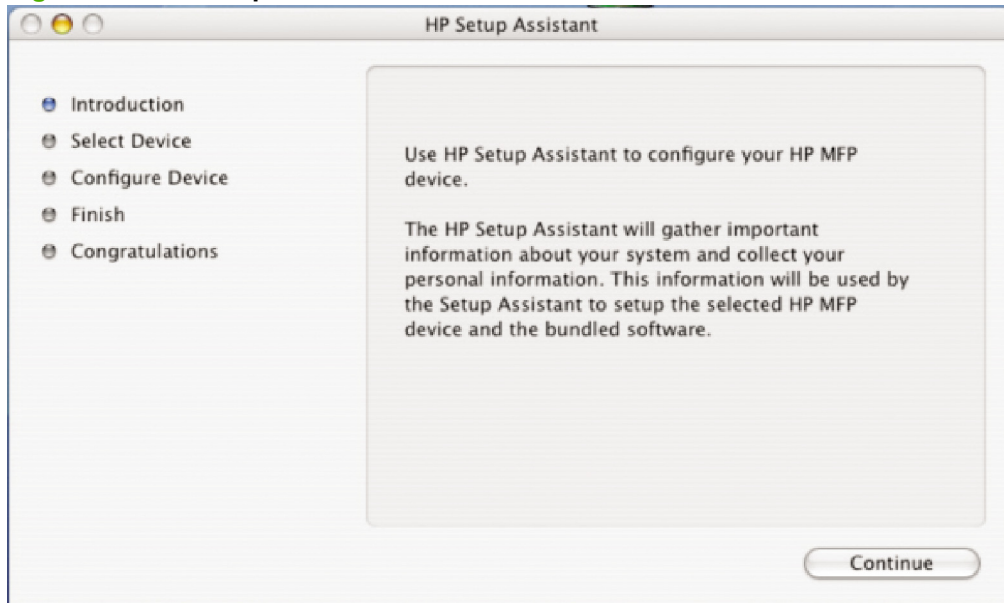 HP Setup Assistant
Introduction
Select Device
Configure Device
Finish
Congratulations
Use HP Setup Assistant to configure your HP MFP
device.
The HP Setup Assistant will gather important
information about your system and collect your
personal information. This information will be used by
the Setup Assistant to setup the selected HP MFP
device and the bundled software.
Continue